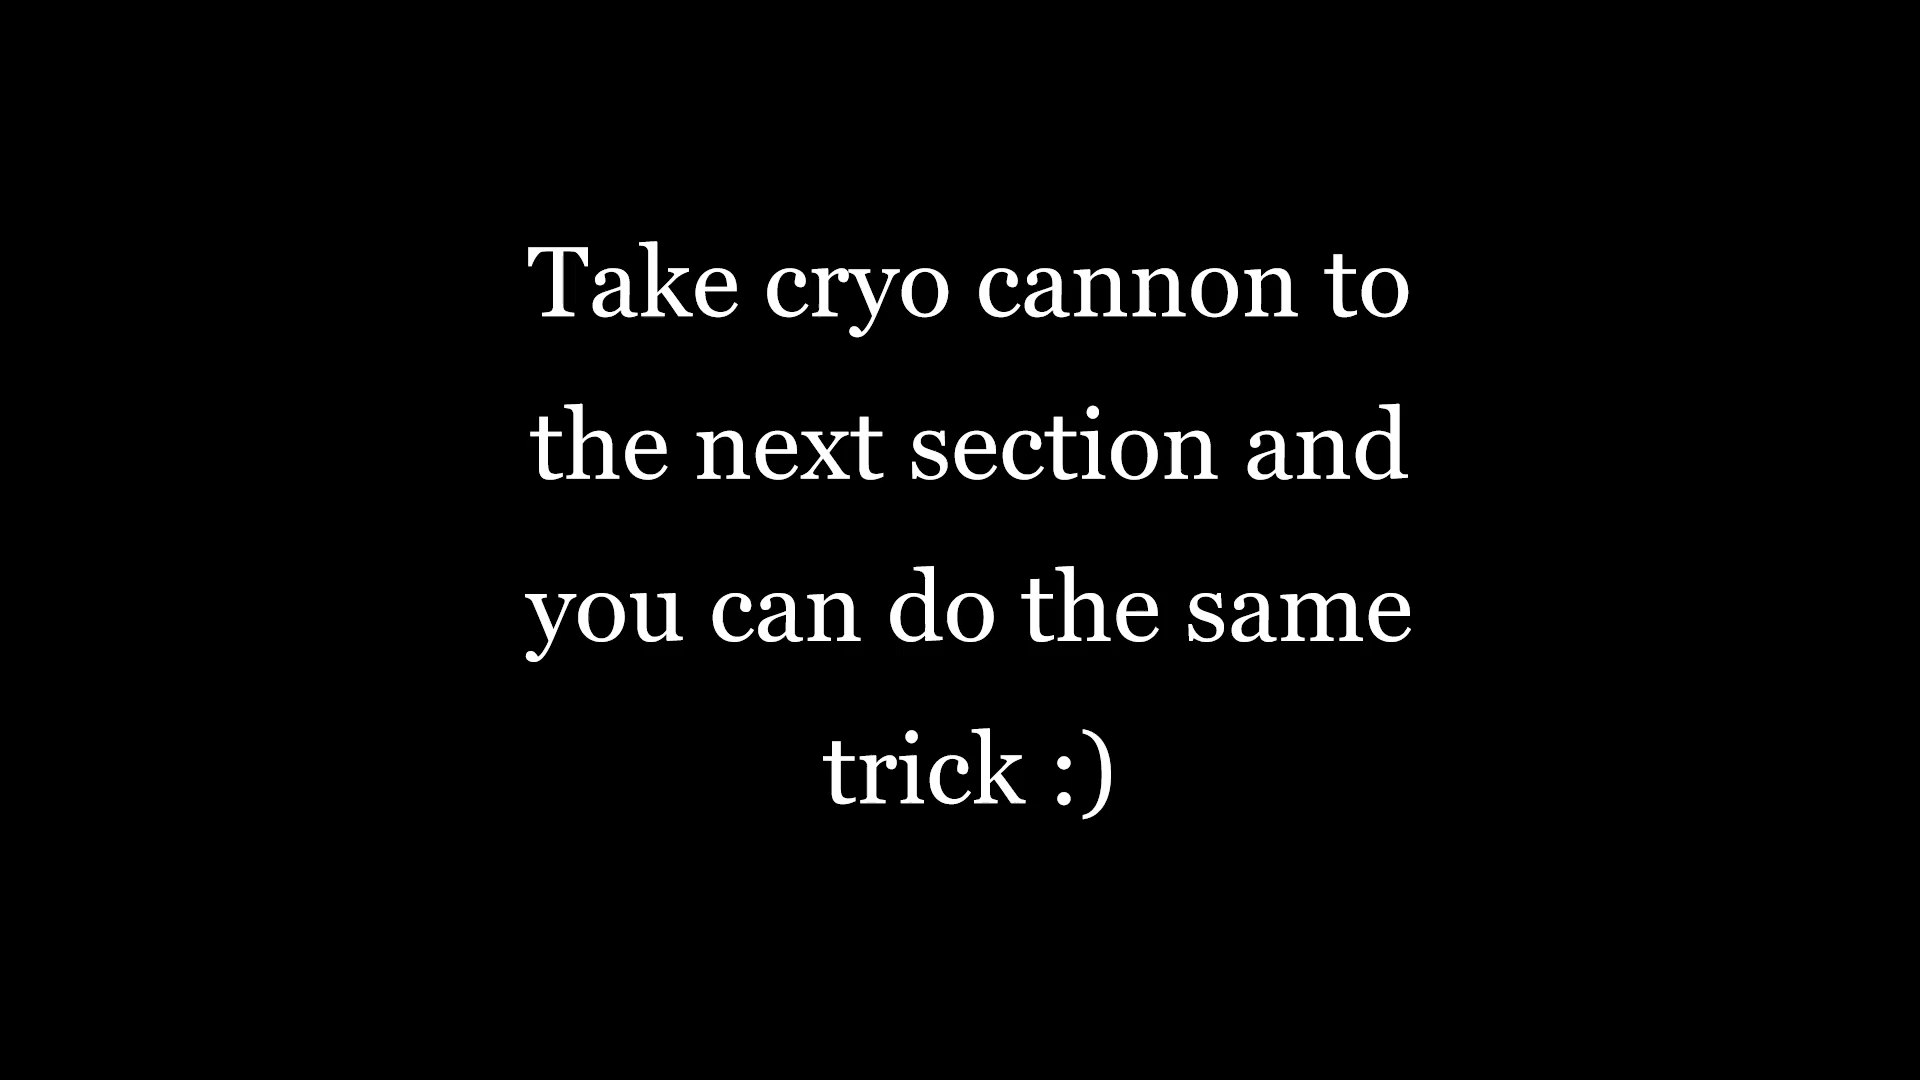 Take cryo cannon to
the next section and
you can do the same
trick :)